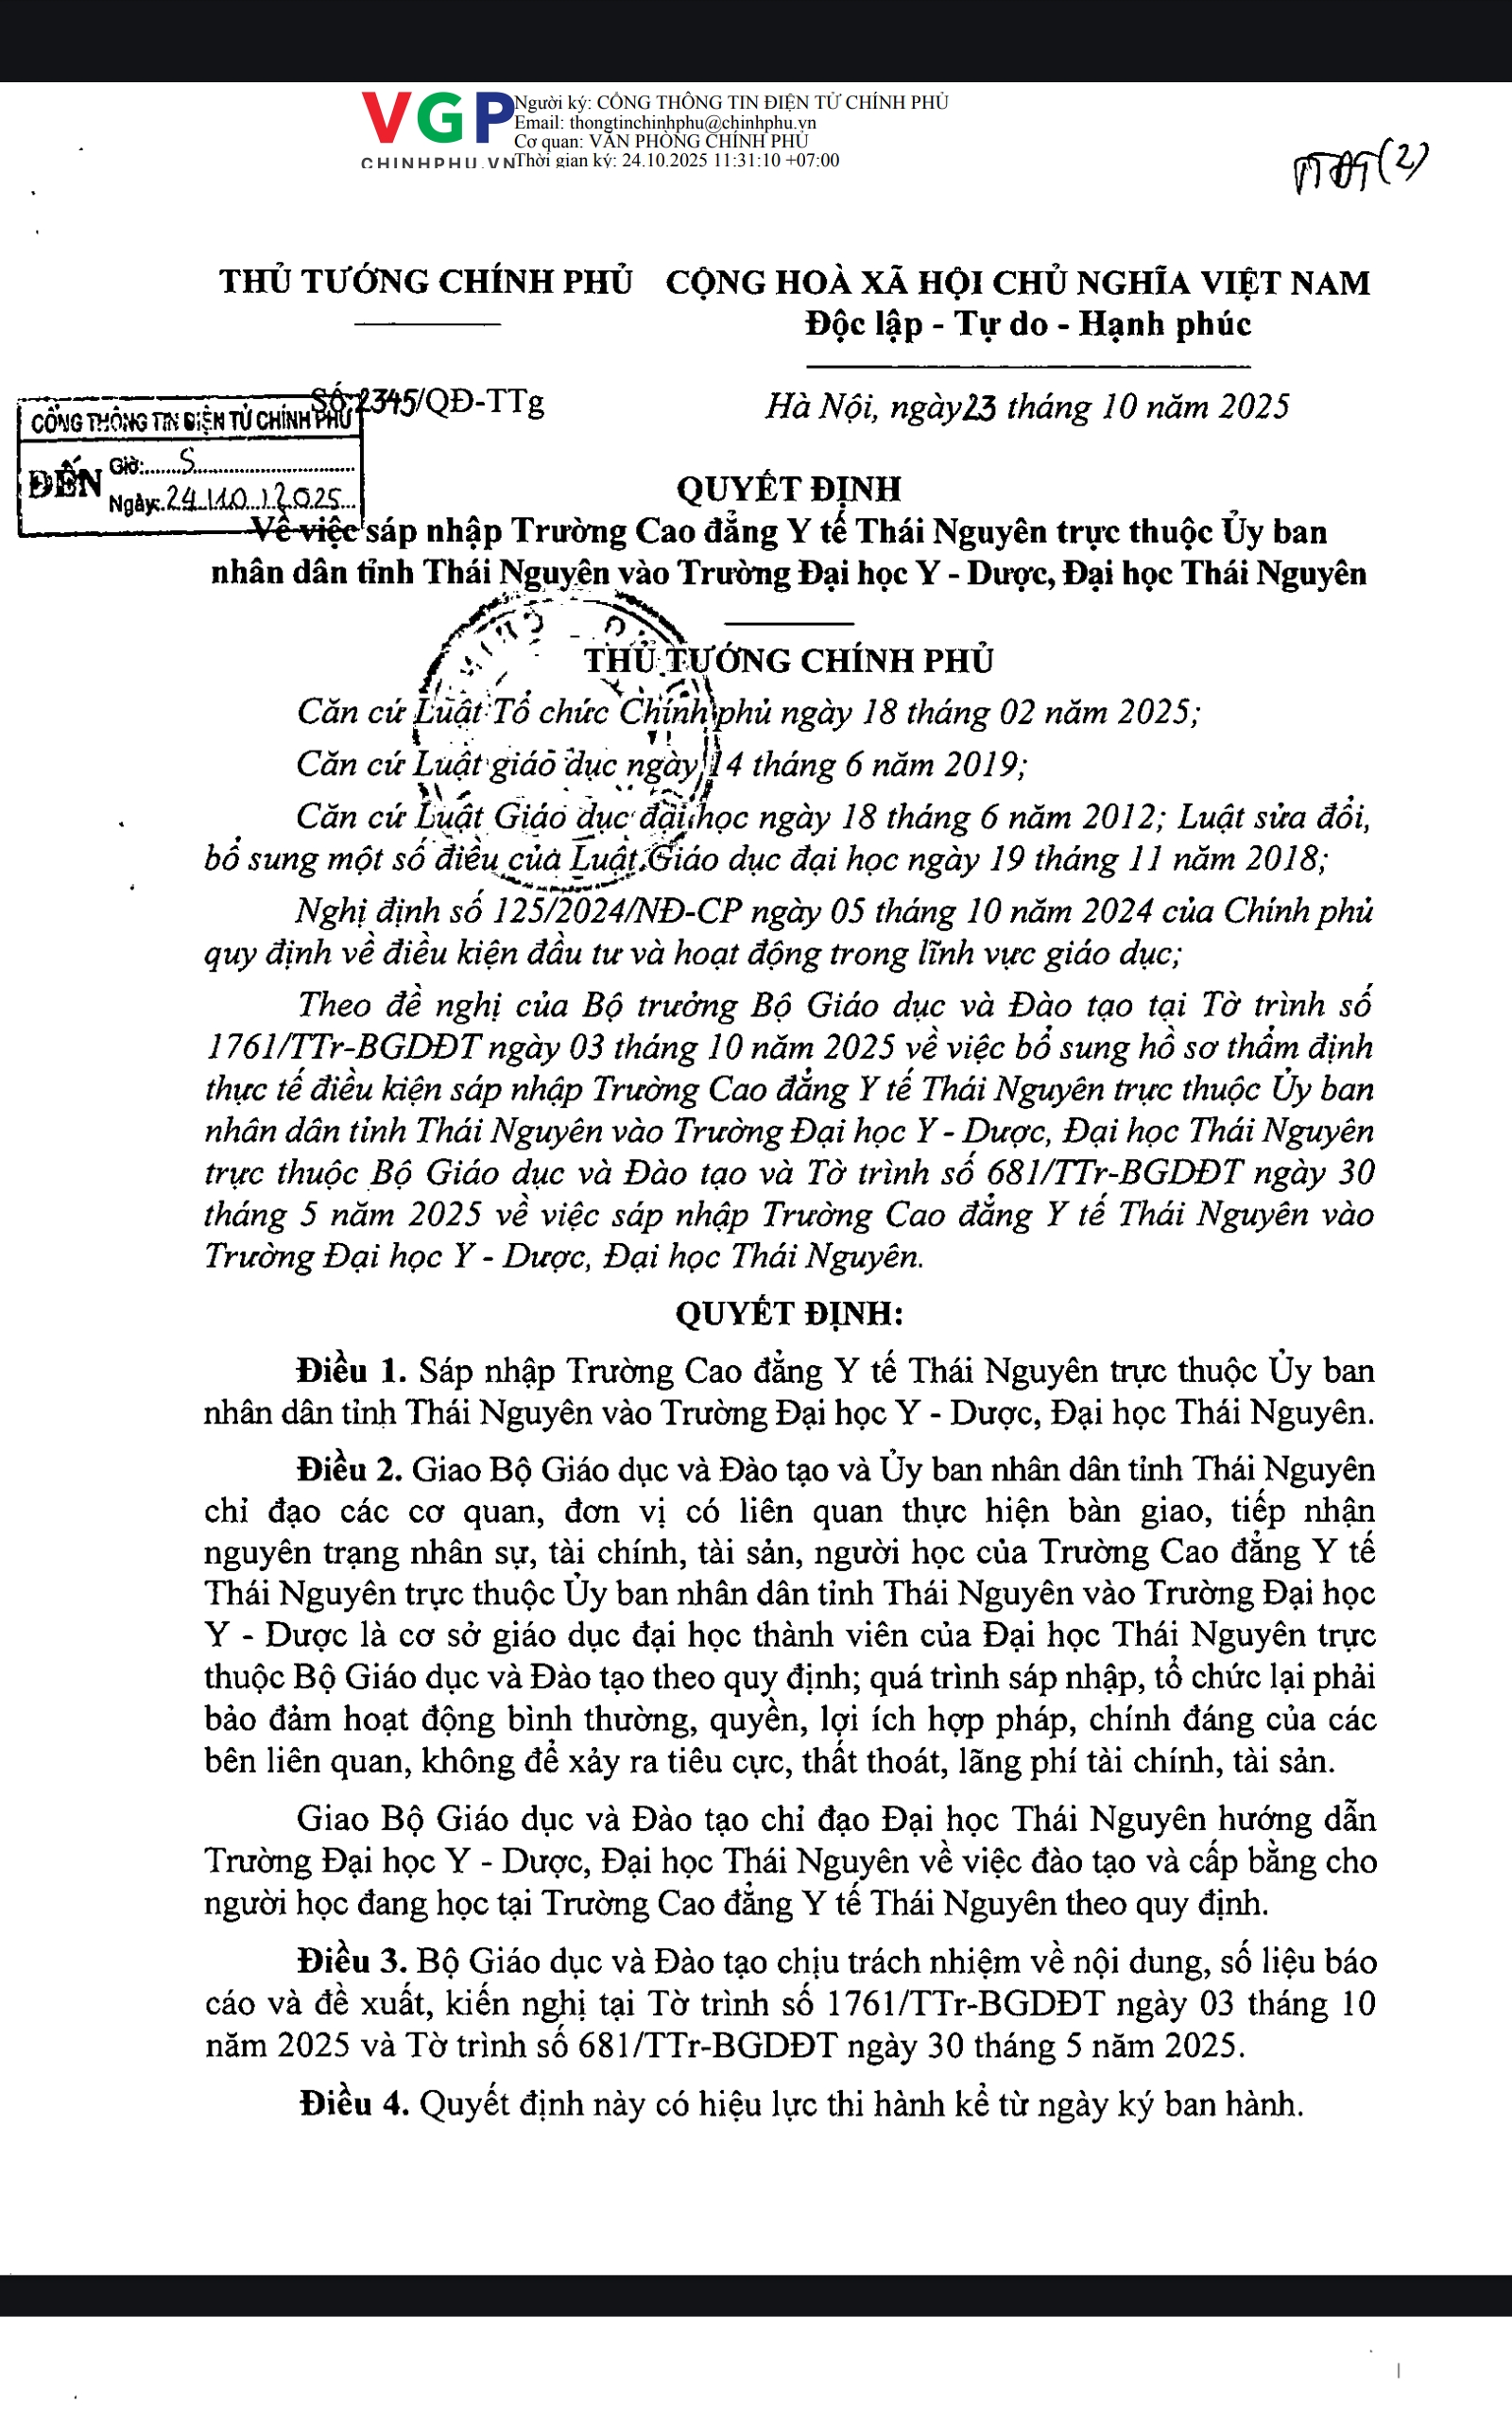 VGP
CHINHPHU.VN
Người ký: CỔNG THÔNG TIN ĐIỆN TỬ CHÍNH PHỦ
Email: thongtinchinhphu@chinhphu.vn
Cơ quan: VĂN PHÒNG CHÍNH PHỦ
Thời gian ký: 24.10.2025 11:31:10 +07:00
(2)
THỦ TƯỚNG CHÍNH PHỦ
CỘNG HOÀ XÃ HỘI CHỦ NGHĨA VIỆT NAM
Độc lập - Tự do - Hạnh phúc
Số: 2345/QĐ-TTg
Hà Nội, ngày 23 tháng 10 năm 2025
CỔNG THÔNG TIN ĐIỆN TỬ CHÍNH PHỦ
ĐẾN
Giờ:.......S...........................
Ngày:.24.1.10.1.2025...
QUYẾT ĐỊNH
Về việc sáp nhập Trường Cao đẳng Y tế Thái Nguyên trực thuộc Ủy ban
nhân dân tỉnh Thái Nguyên vào Trường Đại học Y - Dược, Đại học Thái Nguyên
THỦ TƯỚNG CHÍNH PHỦ
Căn cứ Luật Tổ chức Chính phủ ngày 18 tháng 02 năm 2025;
Căn cứ Luật giáo dục ngày 14 tháng 6 năm 2019;
Căn cứ Luật Giáo dục đại học ngày 18 tháng 6 năm 2012; Luật sửa đổi,
bổ sung một số điều của Luật Giáo dục đại học ngày 19 tháng 11 năm 2018;
Nghị định số 125/2024/NĐ-CP ngày 05 tháng 10 năm 2024 của Chính phủ
quy định về điều kiện đầu tư và hoạt động trong lĩnh vực giáo dục;
Theo đề nghị của Bộ trưởng Bộ Giáo dục và Đào tạo tại Tờ trình số
1761/TTr-BGDĐT ngày 03 tháng 10 năm 2025 về việc bổ sung hồ sơ thẩm định
thực tế điều kiện sáp nhập Trường Cao đẳng Y tế Thái Nguyên trực thuộc Ủy ban
nhân dân tỉnh Thái Nguyên vào Trường Đại học Y - Dược, Đại học Thái Nguyên
trực thuộc Bộ Giáo dục và Đào tạo và Tờ trình số 681/TTr-BGDĐT ngày 30
tháng 5 năm 2025 về việc sáp nhập Trường Cao đẳng Y tế Thái Nguyên vào
Trường Đại học Y - Dược, Đại học Thái Nguyên.
QUYẾT ĐỊNH:
Điều 1. Sáp nhập Trường Cao đẳng Y tế Thái Nguyên trực thuộc Ủy ban
nhân dân tỉnh Thái Nguyên vào Trường Đại học Y - Dược, Đại học Thái Nguyên.
Điều 2. Giao Bộ Giáo dục và Đào tạo và Ủy ban nhân dân tỉnh Thái Nguyên
chỉ đạo các cơ quan, đơn vị có liên quan thực hiện bàn giao, tiếp nhận
nguyên trạng nhân sự, tài chính, tài sản, người học của Trường Cao đẳng Y tế
Thái Nguyên trực thuộc Ủy ban nhân dân tỉnh Thái Nguyên vào Trường Đại học
Y - Dược là cơ sở giáo dục đại học thành viên của Đại học Thái Nguyên trực
thuộc Bộ Giáo dục và Đào tạo theo quy định; quá trình sáp nhập, tổ chức lại phải
bảo đảm hoạt động bình thường, quyền, lợi ích hợp pháp, chính đáng của các
bên liên quan, không để xảy ra tiêu cực, thất thoát, lãng phí tài chính, tài sản.
Giao Bộ Giáo dục và Đào tạo chỉ đạo Đại học Thái Nguyên hướng dẫn
Trường Đại học Y - Dược, Đại học Thái Nguyên về việc đào tạo và cấp bằng cho
người học đang học tại Trường Cao đẳng Y tế Thái Nguyên theo quy định.
Điều 3. Bộ Giáo dục và Đào tạo chịu trách nhiệm về nội dung, số liệu báo
cáo và đề xuất, kiến nghị tại Tờ trình số 1761/TTr-BGDĐT ngày 03 tháng 10
năm 2025 và Tờ trình số 681/TTr-BGDĐT ngày 30 tháng 5 năm 2025.
Điều 4. Quyết định này có hiệu lực thi hành kể từ ngày ký ban hành.